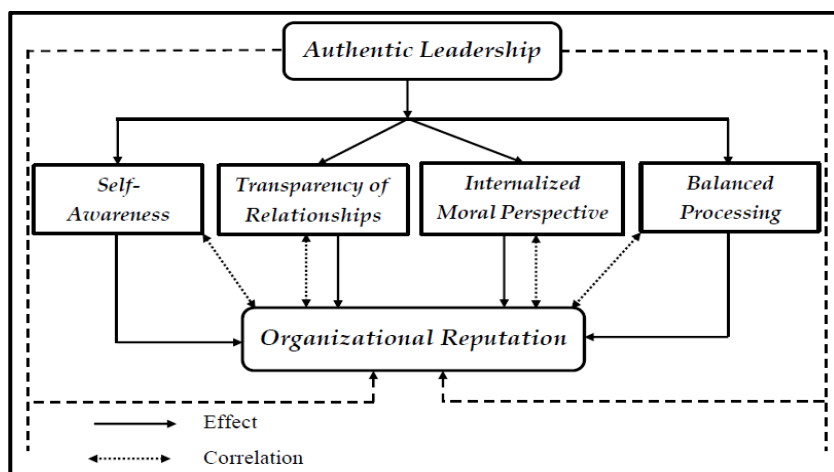 Authentic Leadership
Self-
Awareness
Transparency of
Relationships
Internalized
Moral Perspective
Balanced
Processing
Organizational Reputation
Effect
Correlation